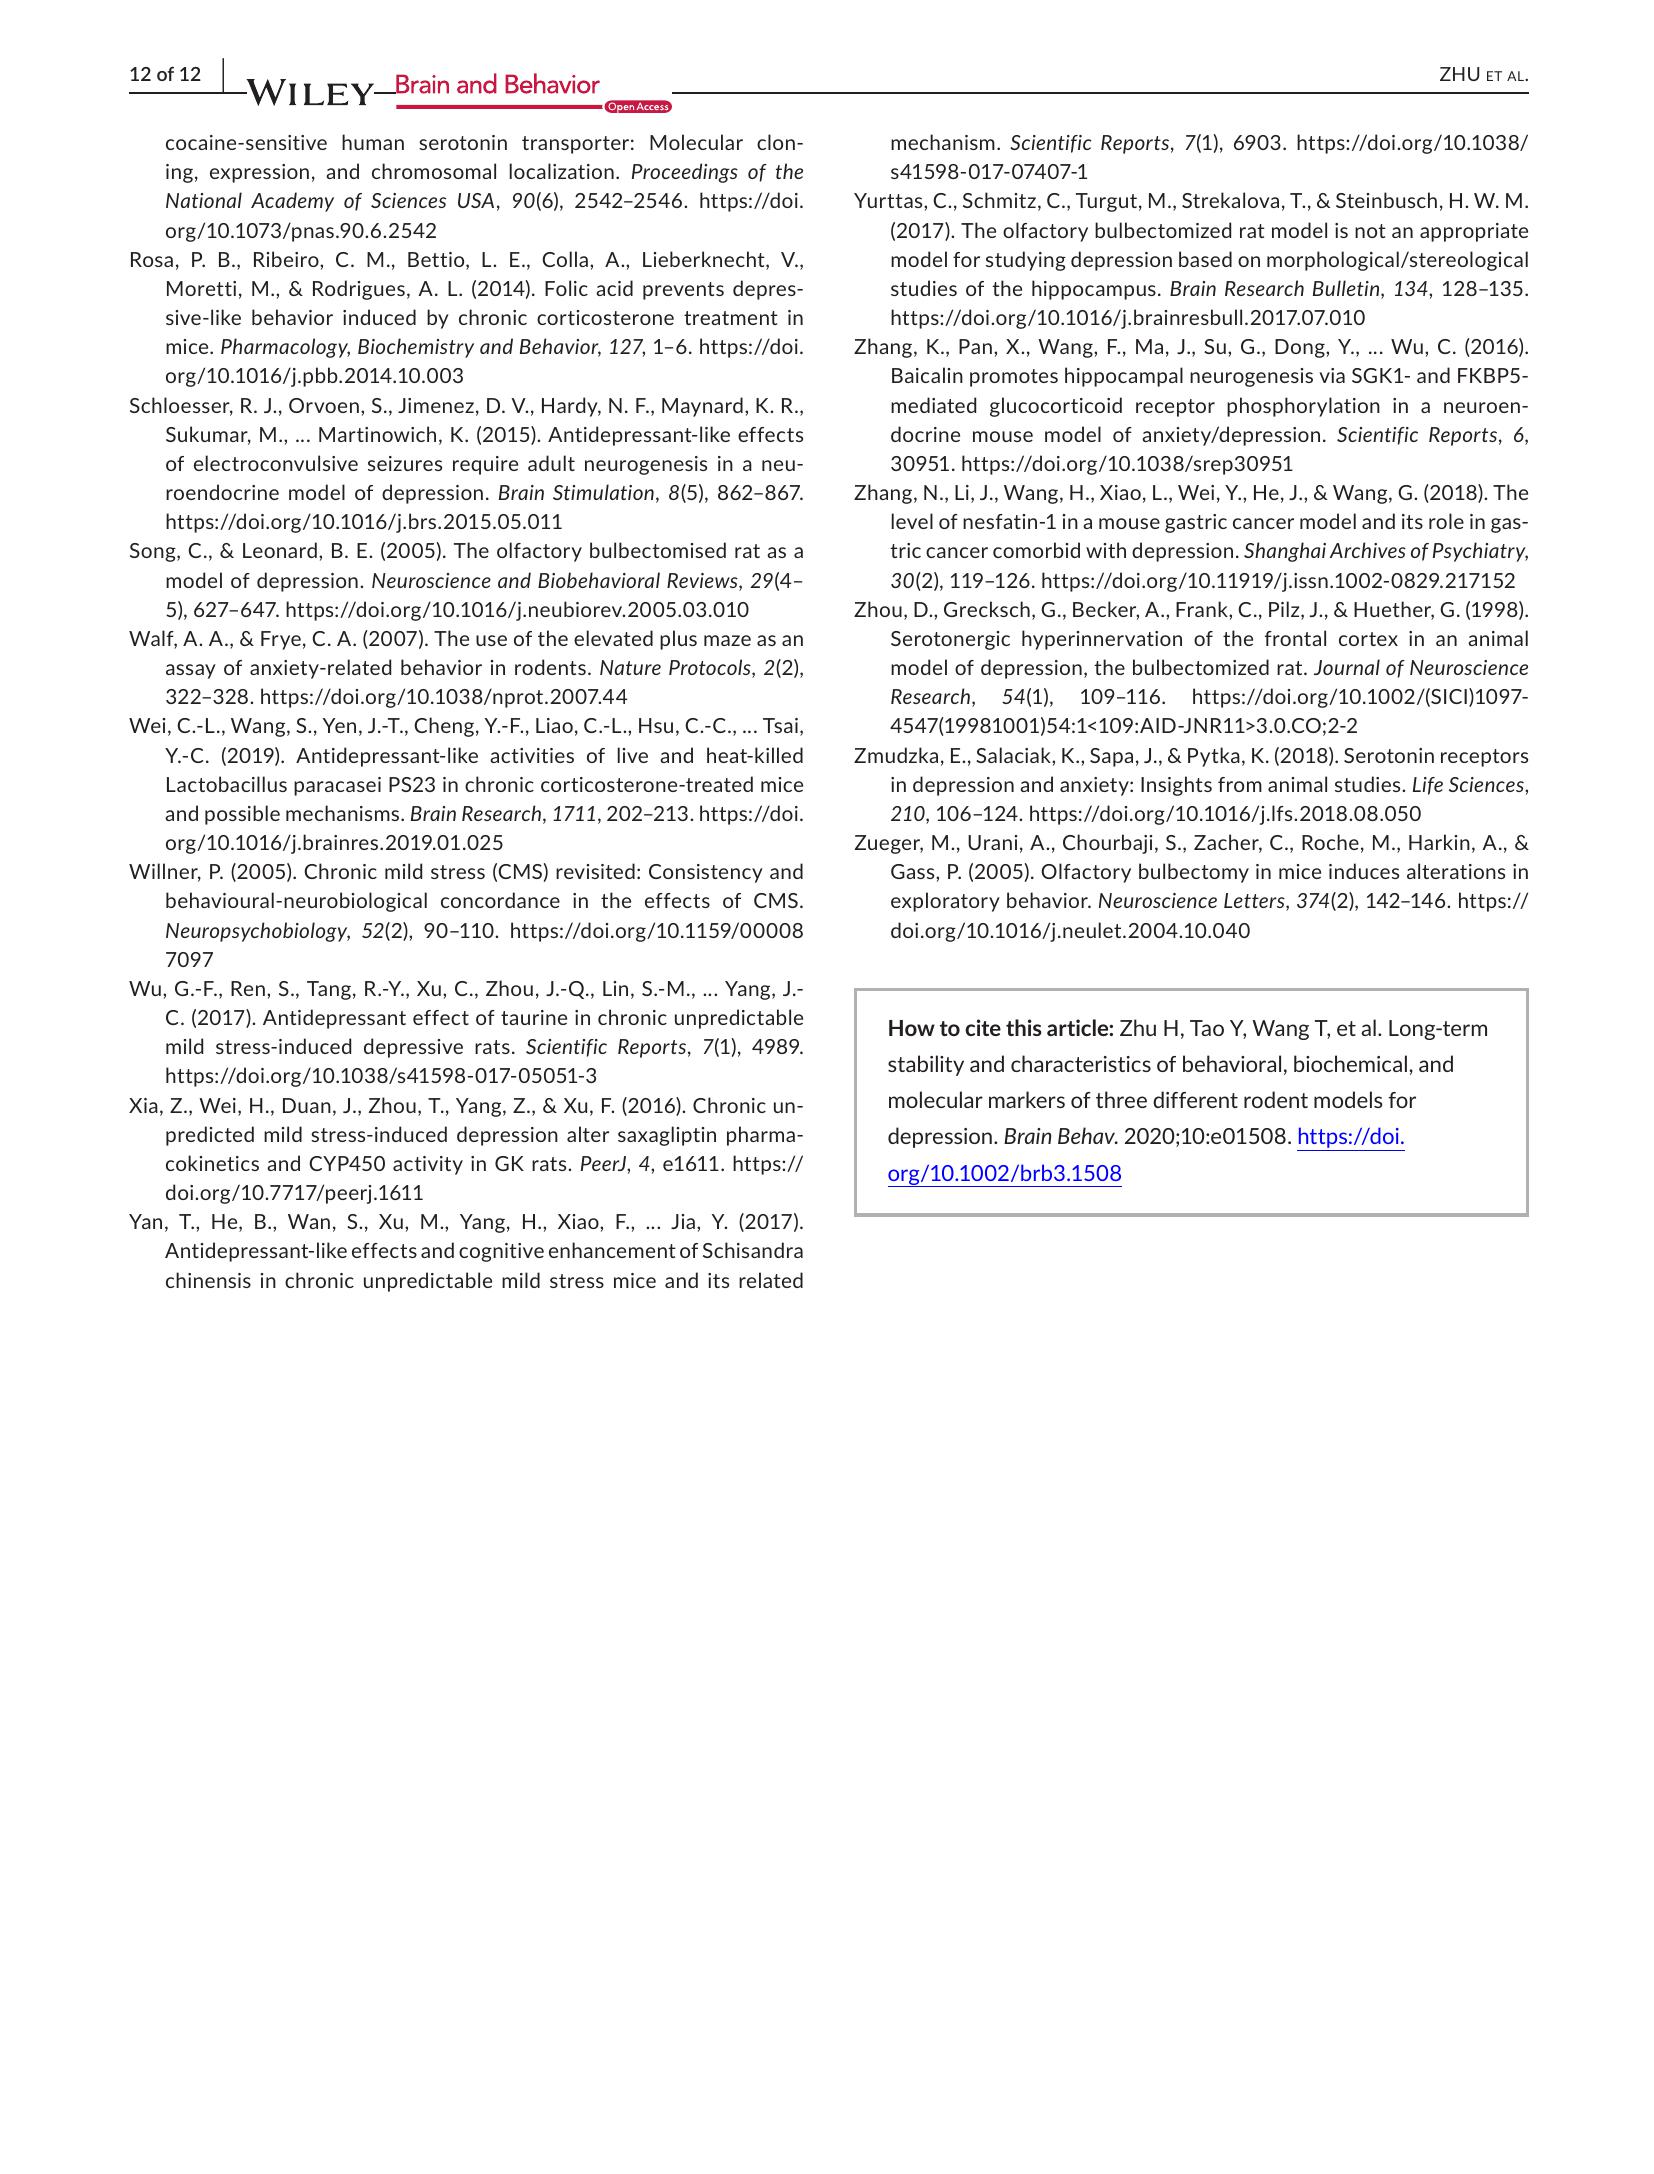 12 of 12
WILEY
Brain and Behavior
Open Access
ZHU ET AL.
cocaine-sensitive human serotonin transporter: Molecular clon-
ing, expression, and chromosomal localization. Proceedings of the
National Academy of Sciences USA, 90(6), 2542–2546. https://doi.
org/10.1073/pnas.90.6.2542
Rosa, P. B., Ribeiro, C. M., Bettio, L. E., Colla, A., Lieberknecht, V.,
Moretti, M., & Rodrigues, A. L. (2014). Folic acid prevents depres-
sive-like behavior induced by chronic corticosterone treatment in
mice. Pharmacology, Biochemistry and Behavior, 127, 1–6. https://doi.
org/10.1016/j.pbb.2014.10.003
Schloesser, R. J., Orvoen, S., Jimenez, D. V., Hardy, N. F., Maynard, K. R.,
Sukumar, M., ... Martinowich, K. (2015). Antidepressant-like effects
of electroconvulsive seizures require adult neurogenesis in a neu-
roendocrine model of depression. Brain Stimulation, 8(5), 862–867.
https://doi.org/10.1016/j.brs.2015.05.011
Song, C., & Leonard, B. E. (2005). The olfactory bulbectomised rat as a
model of depression. Neuroscience and Biobehavioral Reviews, 29(4–
5), 627–647. https://doi.org/10.1016/j.neubiorev.2005.03.010
Walf, A. A., & Frye, C. A. (2007). The use of the elevated plus maze as an
assay of anxiety-related behavior in rodents. Nature Protocols, 2(2),
322–328. https://doi.org/10.1038/nprot.2007.44
Wei, C.-L., Wang, S., Yen, J.-T., Cheng, Y.-F., Liao, C.-L., Hsu, C.-C., ... Tsai,
Y.-C. (2019). Antidepressant-like activities of live and heat-killed
Lactobacillus paracasei PS23 in chronic corticosterone-treated mice
and possible mechanisms. Brain Research, 1711, 202–213. https://doi.
org/10.1016/j.brainres.2019.01.025
Willner, P. (2005). Chronic mild stress (CMS) revisited: Consistency and
behavioural-neurobiological concordance in the effects of CMS.
Neuropsychobiology, 52(2), 90–110. https://doi.org/10.1159/00008
7097
Wu, G.-F., Ren, S., Tang, R.-Y., Xu, C., Zhou, J.-Q., Lin, S.-M., ... Yang, J.-
C. (2017). Antidepressant effect of taurine in chronic unpredictable
mild stress-induced depressive rats. Scientific Reports, 7(1), 4989.
https://doi.org/10.1038/s41598-017-05051-3
Xia, Z., Wei, H., Duan, J., Zhou, T., Yang, Z., & Xu, F. (2016). Chronic un-
predicted mild stress-induced depression alter saxagliptin pharma-
cokinetics and CYP450 activity in GK rats. PeerJ, 4, e1611. https://
doi.org/10.7717/peerj.1611
Yan, T., He, B., Wan, S., Xu, M., Yang, H., Xiao, F., ... Jia, Y. (2017).
Antidepressant-like effects and cognitive enhancement of Schisandra
chinensis in chronic unpredictable mild stress mice and its related
mechanism. Scientific Reports, 7(1), 6903. https://doi.org/10.1038/
s41598-017-07407-1
Yurttas, C., Schmitz, C., Turgut, M., Strekalova, T., & Steinbusch, H. W. M.
(2017). The olfactory bulbectomized rat model is not an appropriate
model for studying depression based on morphological/stereological
studies of the hippocampus. Brain Research Bulletin, 134, 128–135.
https://doi.org/10.1016/j.brainresbull.2017.07.010
Zhang, K., Pan, X., Wang, F., Ma, J., Su, G., Dong, Y., ... Wu, C. (2016).
Baicalin promotes hippocampal neurogenesis via SGK1- and FKBP5-
mediated glucocorticoid receptor phosphorylation in a neuroen-
docrine mouse model of anxiety/depression. Scientific Reports, 6,
30951. https://doi.org/10.1038/srep30951
Zhang, N., Li, J., Wang, H., Xiao, L., Wei, Y., He, J., & Wang, G. (2018). The
level of nesfatin-1 in a mouse gastric cancer model and its role in gas-
tric cancer comorbid with depression. Shanghai Archives of Psychiatry,
30(2), 119–126. https://doi.org/10.11919/j.issn.1002-0829.217152
Zhou, D., Grecksch, G., Becker, A., Frank, C., Pilz, J., & Huether, G. (1998).
Serotonergic hyperinnervation of the frontal cortex in an animal
model of depression, the bulbectomized rat. Journal of Neuroscience
Research, 54(1), 109–116. https://doi.org/10.1002/(SICI)1097-
4547(19981001)54:1<109:AID-JNR11>3.0.CO;2-2
Zmudzka, E., Salaciak, K., Sapa, J., & Pytka, K. (2018). Serotonin receptors
in depression and anxiety: Insights from animal studies. Life Sciences,
210, 106–124. https://doi.org/10.1016/j.lfs.2018.08.050
Zueger, M., Urani, A., Chourbaji, S., Zacher, C., Roche, M., Harkin, A., &
Gass, P. (2005). Olfactory bulbectomy in mice induces alterations in
exploratory behavior. Neuroscience Letters, 374(2), 142–146. https://
doi.org/10.1016/j.neulet.2004.10.040
How to cite this article: Zhu H, Tao Y, Wang T, et al. Long-term
stability and characteristics of behavioral, biochemical, and
molecular markers of three different rodent models for
depression. Brain Behav. 2020;10:e01508. https://doi.
org/10.1002/brb3.1508